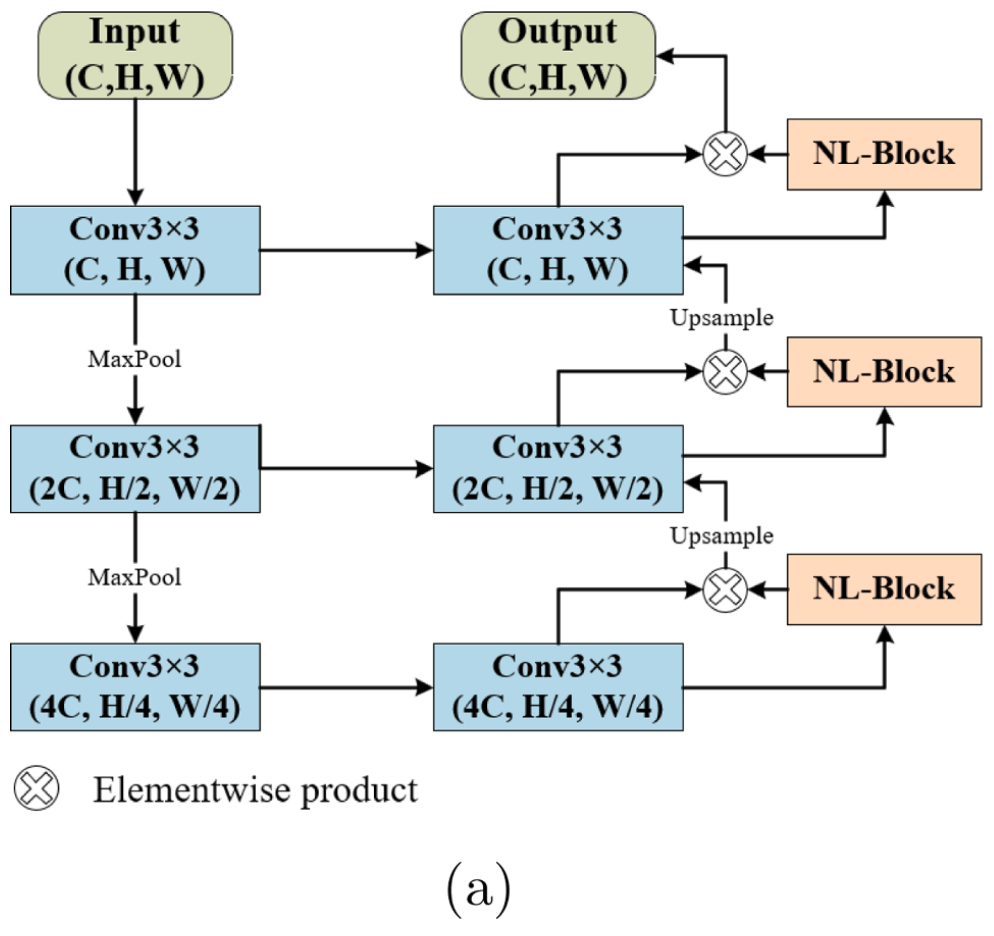 Input
(C,H,W)
Output
(C,H,W)
NL-Block
Conv3×3
(C, H, W)
Conv3×3
(C, H, W)
Upsample
MaxPool
NL-Block
Conv3×3
(2C, H/2, W/2)
Conv3×3
(2C, H/2, W/2)
Upsample
MaxPool
NL-Block
Conv3×3
(4C, H/4, W/4)
Conv3×3
(4C, H/4, W/4)
Elementwise product
(a)